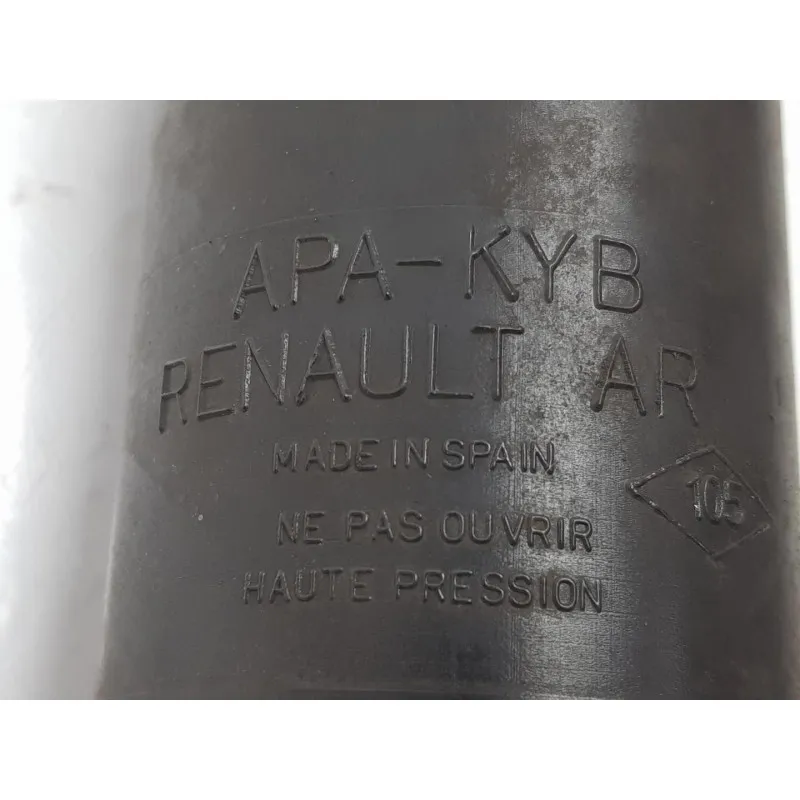 APA-KYB
RENAULT AR
MADE IN SPAIN
105
NE PAS OUVRIR
HAUTE PRESSION